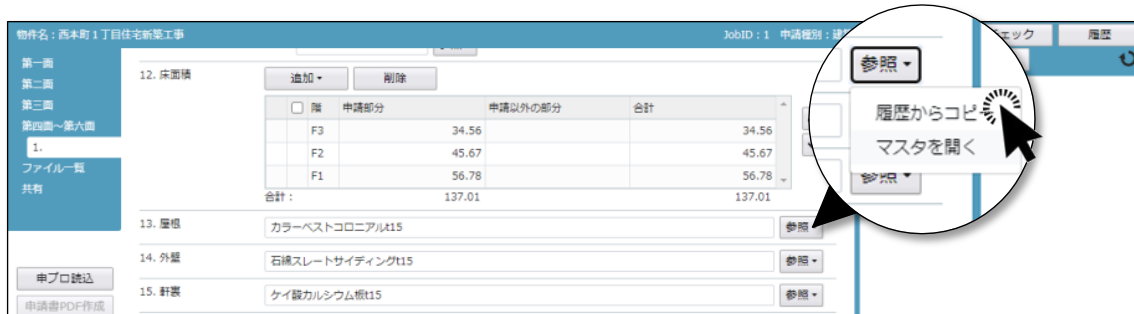 物件名：西本町1丁目住宅新築工事 JobID：1 申請種別：建
チェック 履歴
第一面
第二面
第三面
第四面～第六面
1.
ファイル一覧
共有
申プロ読込
申請書PDF作成
12. 床面積
追加 削除
階 申請部分 申請以外の部分 合計
F3 34.56 34.56
F2 45.67 45.67
F1 56.78 56.78
合計： 137.01 137.01
13. 屋根 カラーベストコロニアルt15 参照
14. 外壁 石綿スレートサイディングt15 参照
15. 軒裏 ケイ酸カルシウム板t15 参照
参照
履歴からコピー
マスタを開く
参照